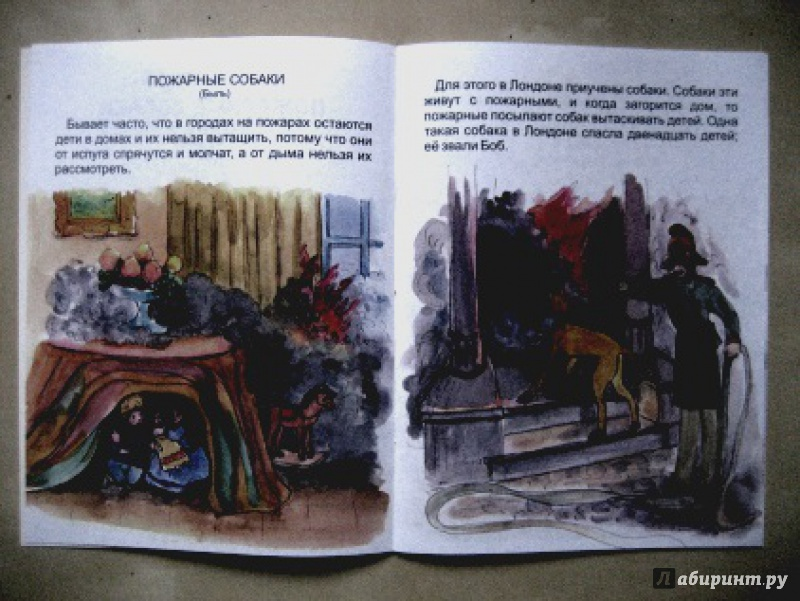 ПОЖАРНЫЕ СОБАКИ
(Быль)
Бывает часто, что в городах на пожарах остаются
дети в домах и их нельзя вытащить, потому что они
от испуга спрячутся и молчат, а от дыма нельзя их
рассмотреть.
Для этого в Лондоне приучены собаки. Собаки эти
живут с пожарными, и когда загорится дом, то
пожарные посылают собак вытаскивать детей. Одна
такая собака в Лондоне спасла двенадцать детей;
её звали Боб.
Лабиринт.ру